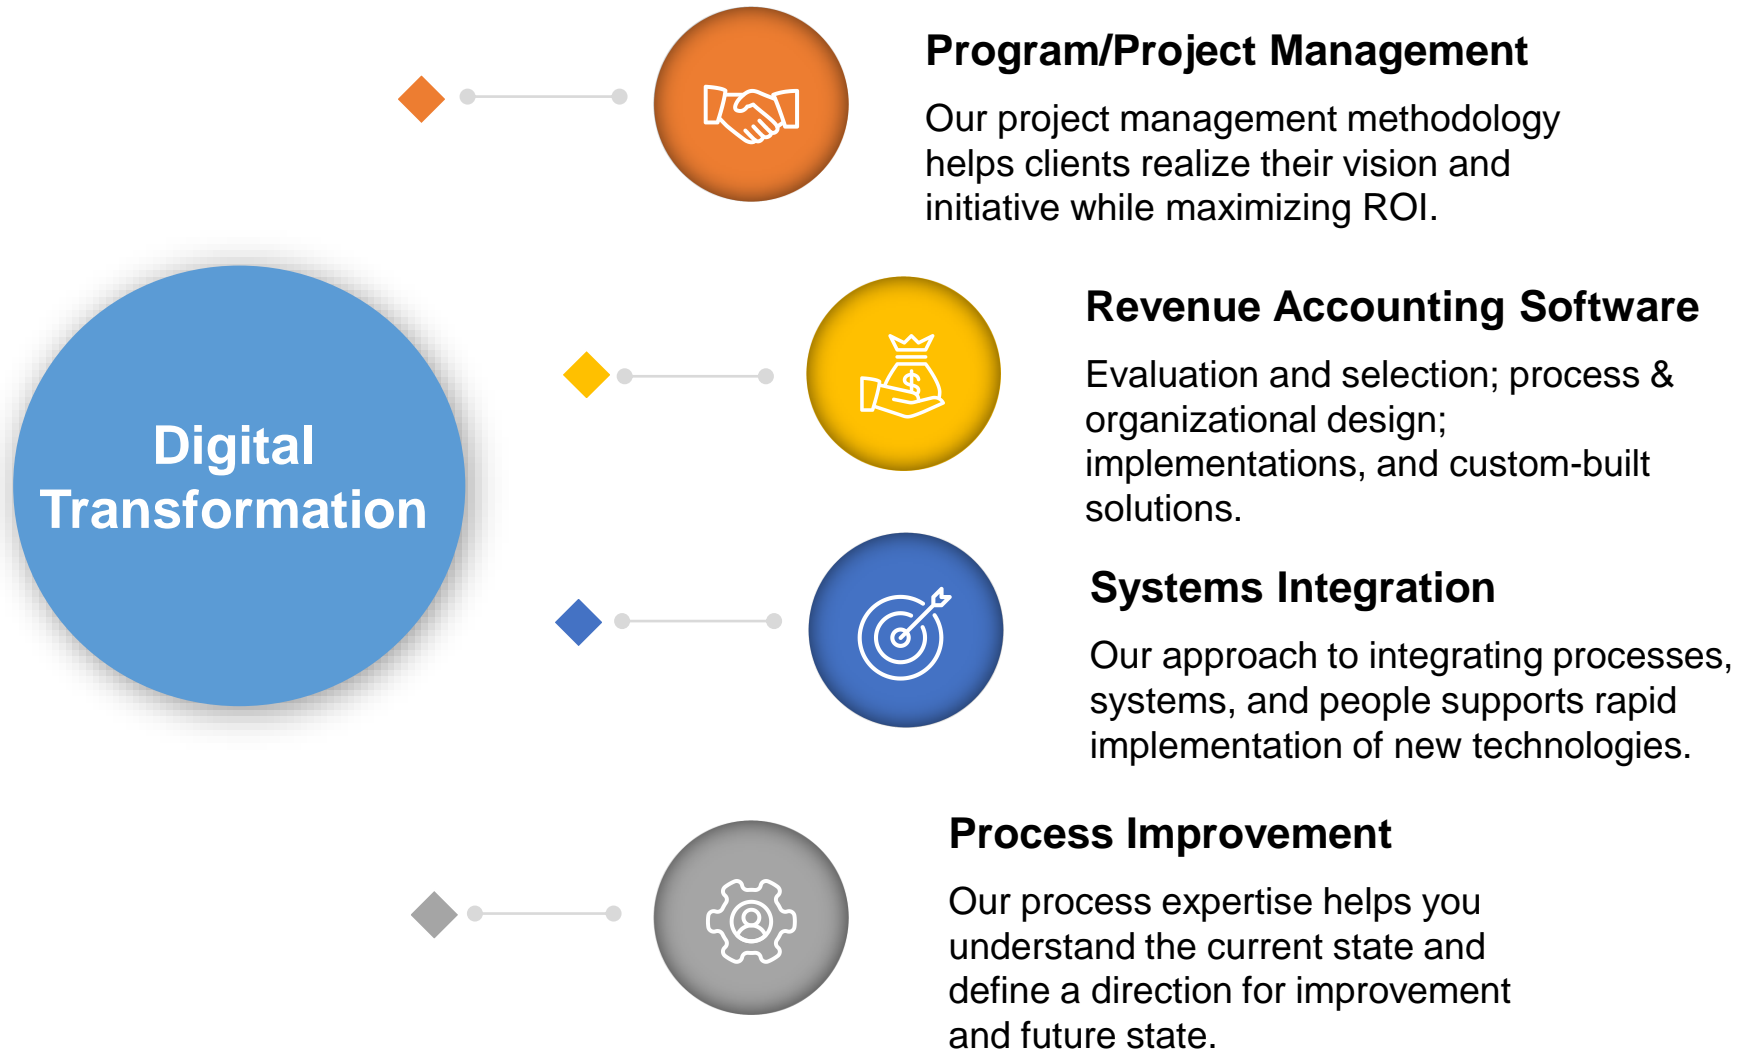 Program/Project Management
Our project management methodology
helps clients realize their vision and
initiative while maximizing ROI.
Revenue Accounting Software
Evaluation and selection; process &
organizational design;
implementations, and custom-built
solutions.
Digital
Transformation
$
Systems Integration
Our approach to integrating processes,
systems, and people supports rapid
implementation of new technologies.
Process Improvement
Our process expertise helps you
understand the current state and
define a direction for improvement
and future state.